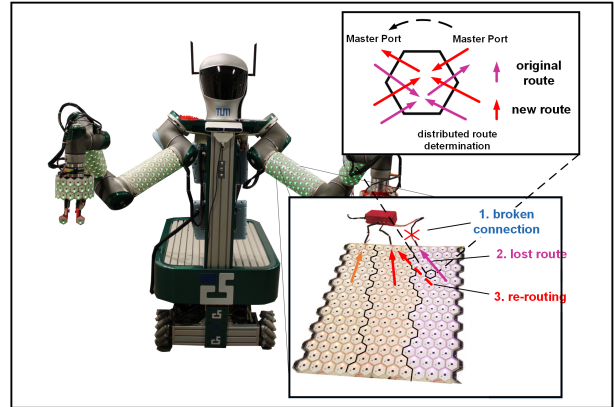 Master Port
Master Port
original
route
new route
distributed route
determination
TUM
1. broken
connection
2. lost route
3. re-routing